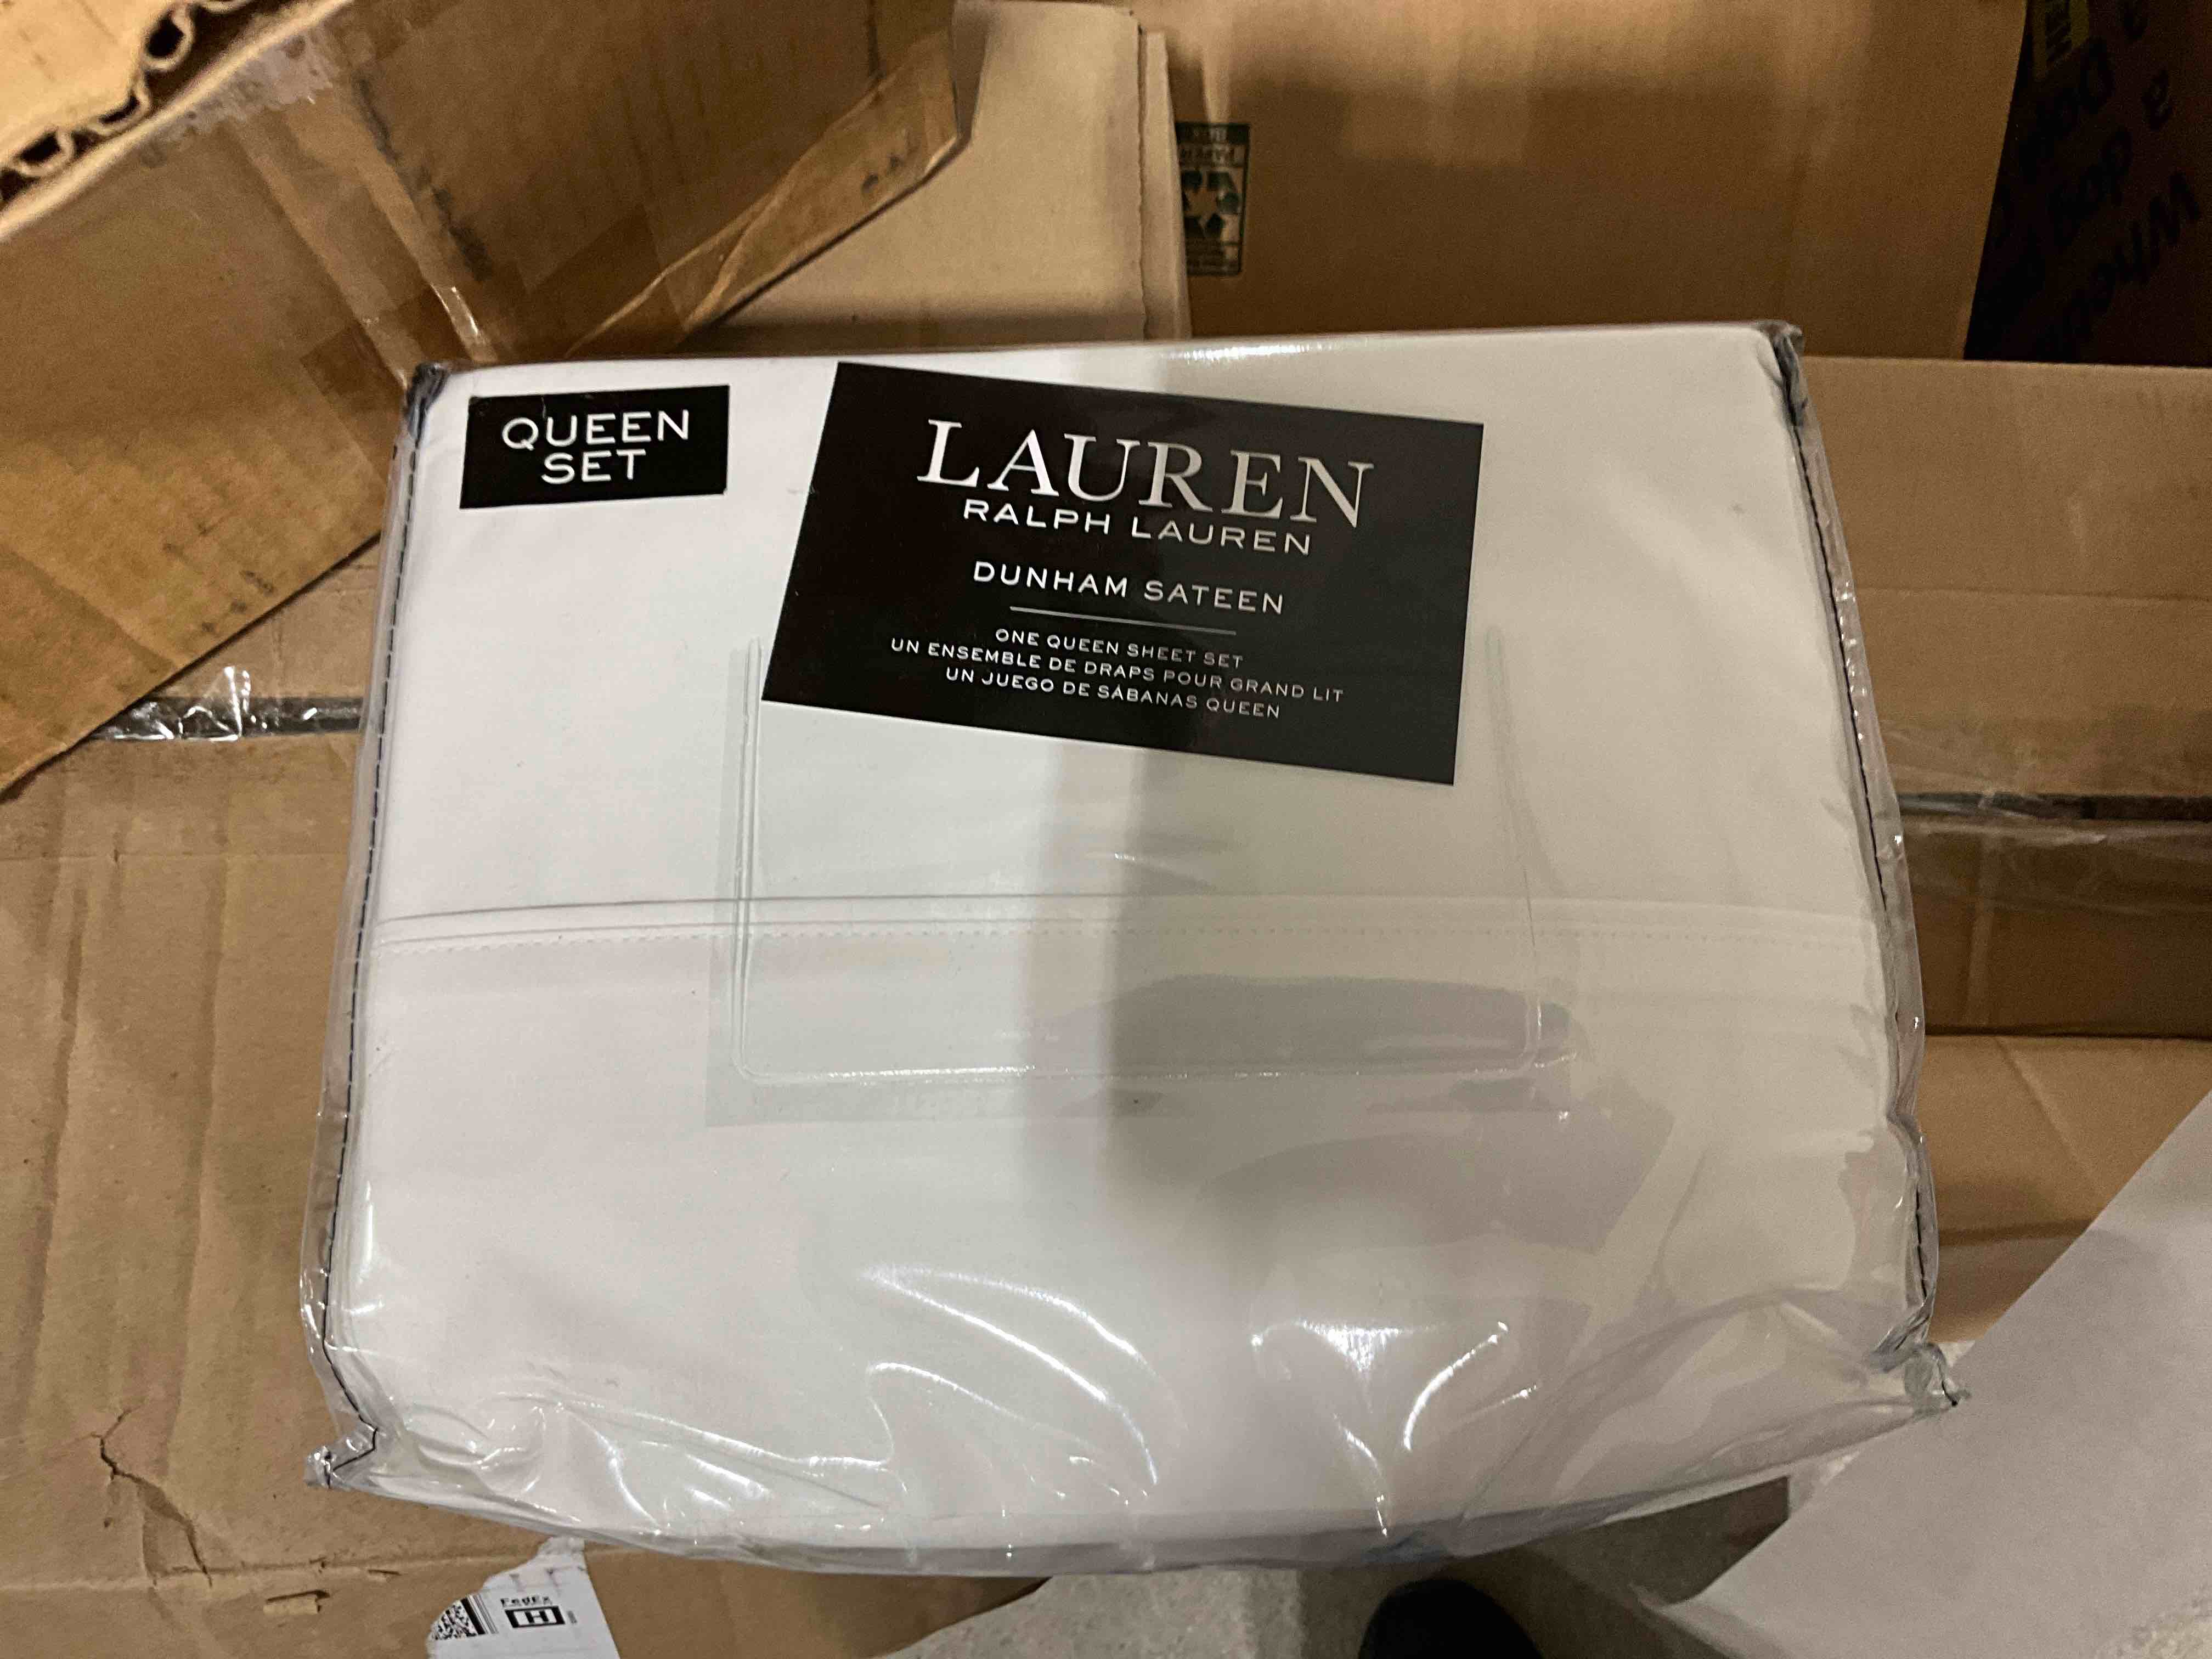 QUEEN
SET
LAUREN
RALPH LAUREN
DUNHAM SATEEN
ONE QUEEN SHEET SET
UN ENSEMBLE DE DRAPS POUR GRAND LIT
UN JUEGO DE SÁBANAS QUEEN
FedEx
H